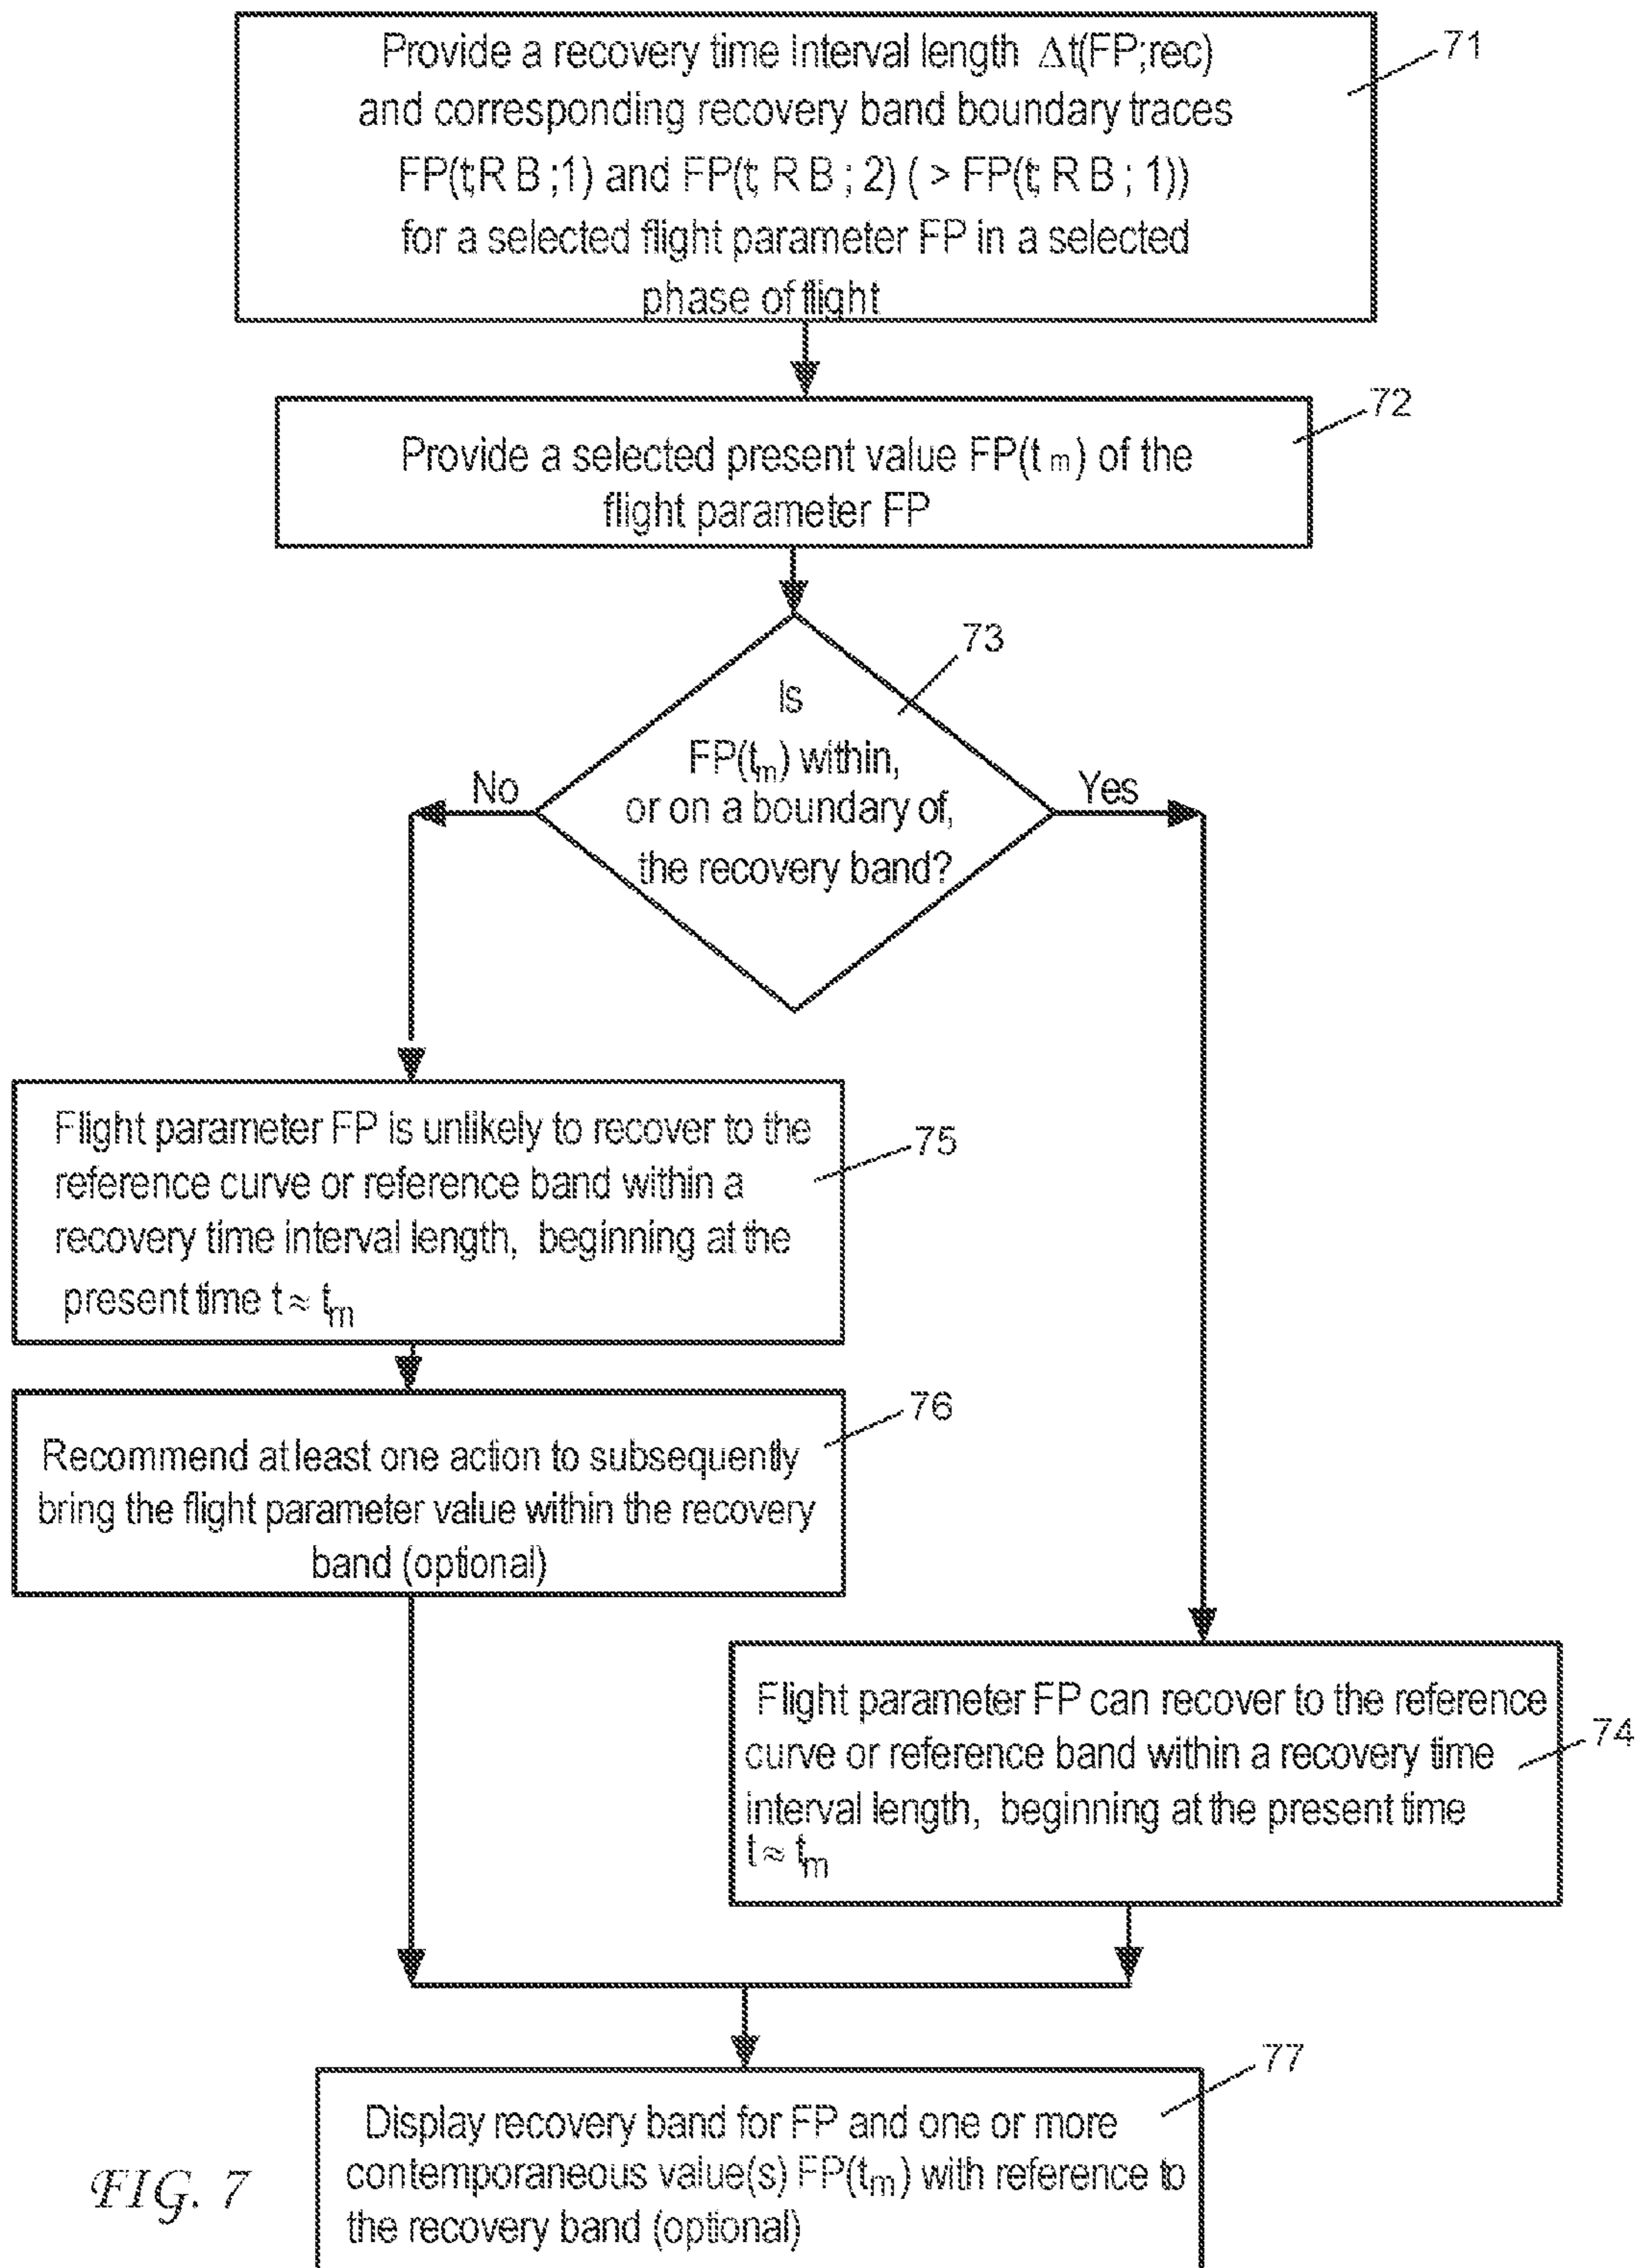 Provide a recovery time Interval length Δt(FP;rec)
and corresponding recovery band boundary traces
FP(t;R B ;1) and FP(t; R B ; 2) ( > FP(t; R B ; 1))
for a selected flight parameter FP in a selected
phase of flight
71
Provide a selected present value FP(t m) of the
flight parameter FP
72
73
Is
FP(tm) within,
or on a boundary of,
the recovery band?
No
Yes
Flight parameter FP is unlikely to recover to the
reference curve or reference band within a
recovery time interval length, beginning at the
present time t ≈ tm
75
Recommend at least one action to subsequently
bring the flight parameter value within the recovery
band (optional)
76
Flight parameter FP can recover to the reference
curve or reference band within a recovery time
interval length, beginning at the present time
t ≈ tm
74
77
Display recovery band for FP and one or more
contemporaneous value(s) FP(tm) with reference to
the recovery band (optional)
FIG. 7